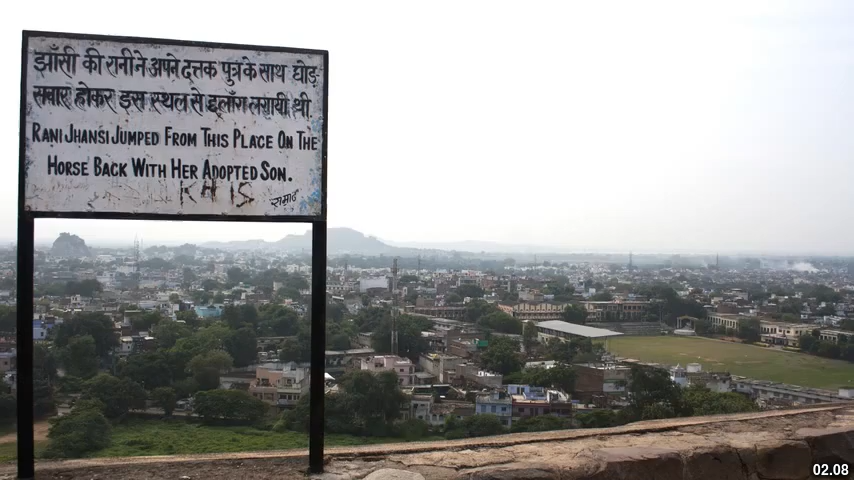 झाँसी की रानी ने अपने दत्तक पुत्र के साथ घोड़
सवार होकर इस स्थल से छलाँग लगायी थी
RANI JHANSI JUMPED FROM THIS PLACE ON THE
HORSE BACK WITH HER ADOPTED SON.
02.08